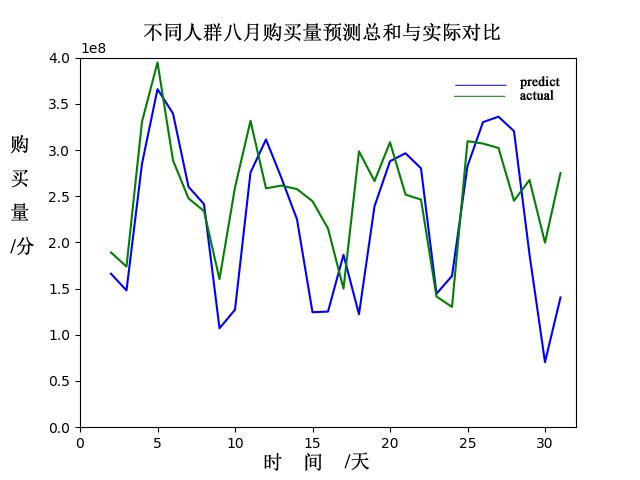 不同人群八月购买量预测总和与实际对比
1e8
predict
actual
购
买
量
/分
4.0
3.5
3.0
2.5
2.0
1.5
1.0
0.5
0.0
0 5 10 15 20 25 30
时 间 /天